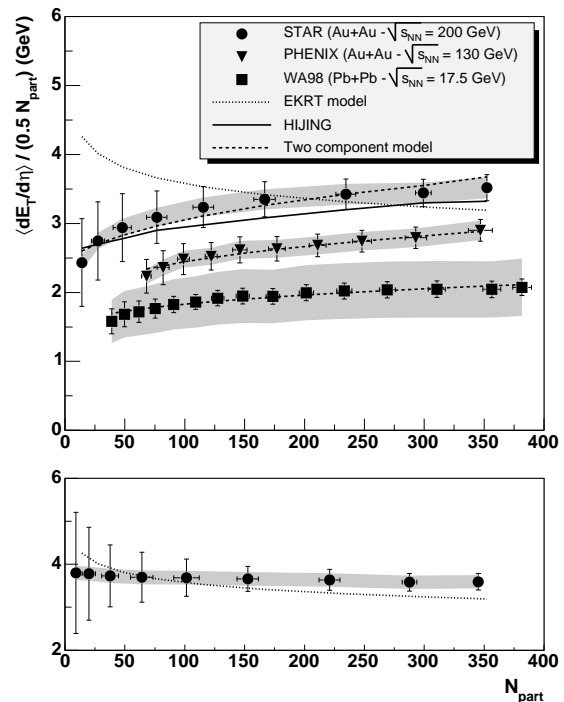 ⟨dE_T/dη⟩ / (0.5 N_part) (GeV)
6
5
4
3
2
1
0
STAR (Au+Au - √s_NN = 200 GeV)
PHENIX (Au+Au - √s_NN = 130 GeV)
WA98 (Pb+Pb - √s_NN = 17.5 GeV)
EKRT model
HIJING
Two component model
0 50 100 150 200 250 300 350 400
6
4
2
0 50 100 150 200 250 300 350 400
N_part